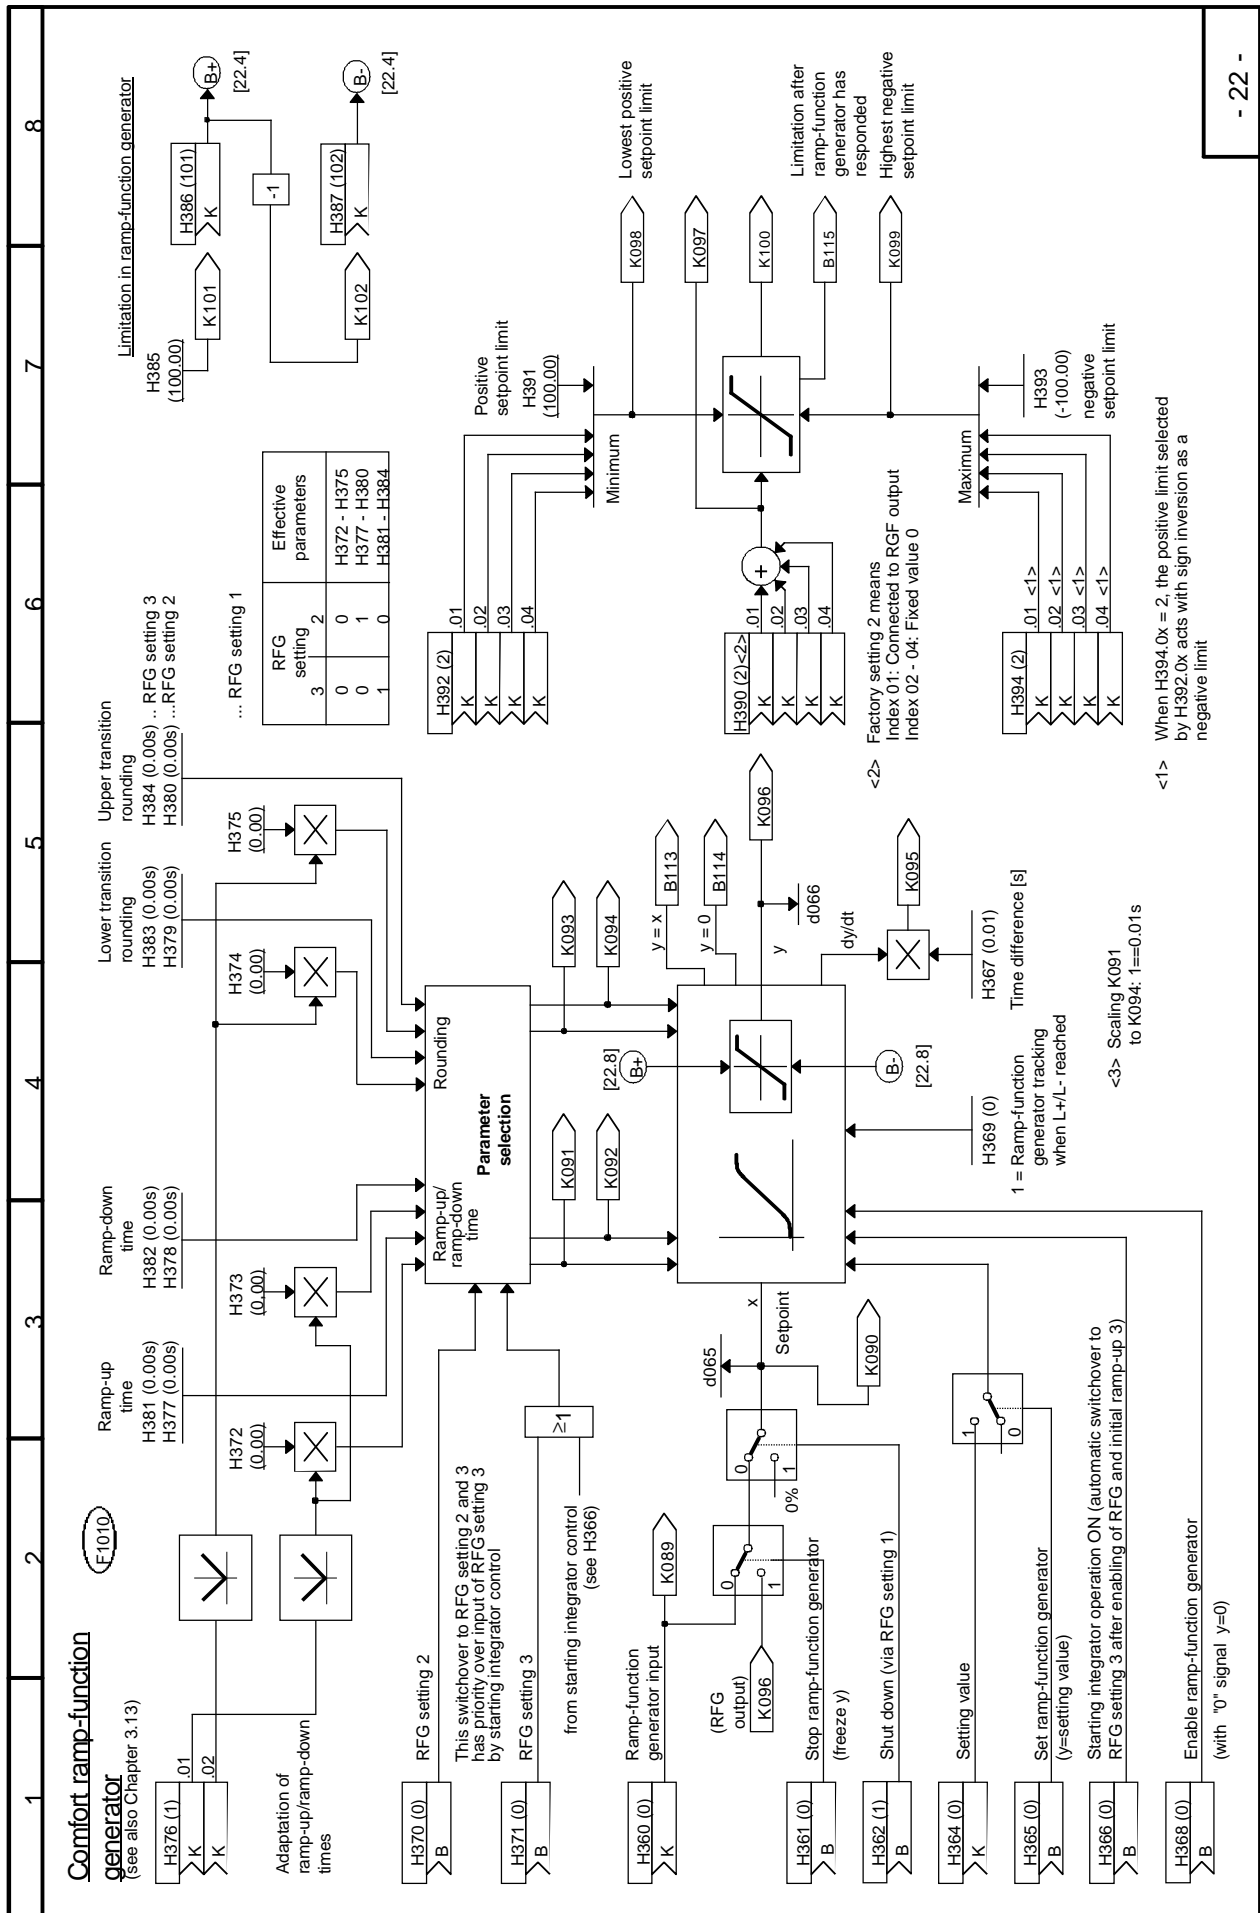 1 2 3 4 5 6 7 8
Comfort ramp-function
generator
(see also Chapter 3.13)
F1010
H376 (1)
K .01
K .02
Adaptation of
ramp-up/ramp-down
times
Ramp-up
time
H381 (0.00s)
H377 (0.00s)
H372
(0.00)
Ramp-down
time
H382 (0.00s)
H378 (0.00s)
H373
(0.00)
Lower transition
rounding
H383 (0.00s)
H379 (0.00s)
H374
(0.00)
Upper transition
rounding
H384 (0.00s) .. RFG setting 3
H380 (0.00s) ...RFG setting 2
H375
(0.00)
... RFG setting 1
RFG
setting
3 2
Effective
parameters
0 0 H372 - H375
0 1 H377 - H380
1 0 H381 - H384
Limitation in ramp-function generator
H385
(100.00)
K101
H386 (101)
K
B+
[22.4]
-1
K102
H387 (102)
K
B-
[22.4]
H370 (0)
B
RFG setting 2
This switchover to RFG setting 2 and 3
has priority over input of RFG setting 3
by starting integrator control
H371 (0)
B
RFG setting 3
≥1
from starting integrator control
(see H366)
Ramp-up/
ramp-down
time
Parameter
selection
Rounding
K091
K092
K093
K094
H360 (0)
K
Ramp-function
generator input
K089
(RFG
output)
K096
0
1
0
1
0%
d065
x
Setpoint
K090
H361 (0)
B
Stop ramp-function generator
(freeze y)
H362 (1)
B
Shut down (via RFG setting 1)
H364 (0)
K
Setting value
1
0
H365 (0)
B
Set ramp-function generator
(y=setting value)
H366 (0)
B
Starting integrator operation ON (automatic switchover to
RFG setting 3 after enabling of RFG and initial ramp-up 3)
H368 (0)
B
Enable ramp-function generator
(with "0" signal y=0)
[22.8]
B+
B-
[22.8]
H369 (0)
1 = Ramp-function
generator tracking
when L+/L- reached
y = x
B113
y = 0
B114
y
K096
d066
dy/dt
K095
H367 (0.01)
Time difference [s]
<3> Scaling K091
to K094: 1==0.01s
H392 (2)
K .01
K .02
K .03
K .04
Positive
setpoint limit
H391
(100.00)
Minimum
K098
Lowest positive
setpoint limit
K097
K100
H390 (2)<2>
K .01
K .02
K .03
K .04
+
<2> Factory setting 2 means
Index 01: Connected to RGF output
Index 02 - 04: Fixed value 0
B115
Limitation after
ramp-function
generator has
responded
K099
Highest negative
setpoint limit
Maximum
H393
(-100.00)
negative
setpoint limit
H394 (2)
K .01 <1>
K .02 <1>
K .03 <1>
K .04 <1>
<1> When H394.0x = 2, the positive limit selected
by H392.0x acts with sign inversion as a
negative limit
- 22 -